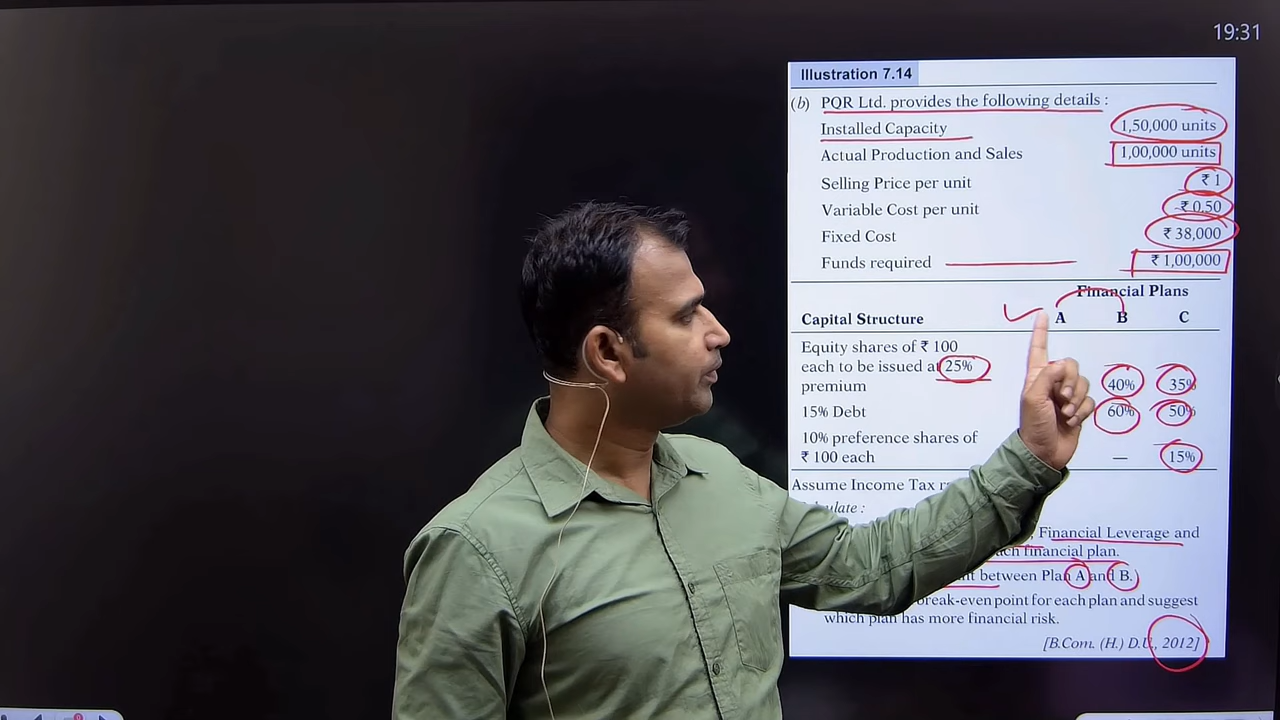 19:31
Illustration 7.14
(b) PQR Ltd. provides the following details :
Installed Capacity 1,50,000 units
Actual Production and Sales 1,00,000 units
Selling Price per unit ₹ 1
Variable Cost per unit ₹ 0.50
Fixed Cost ₹ 38,000
Funds required ₹ 1,00,000
Financial Plans
Capital Structure A B C
Equity shares of ₹ 100
each to be issued at 25%
premium 40% 35%
15% Debt 60% 50%
10% preference shares of
₹ 100 each — 15%
Assume Income Tax
Financial Leverage and
financial plan.
between Plan A and B.
break-even point for each plan and suggest
which plan has more financial risk.
[B.Com. (H.) D.U., 2012]